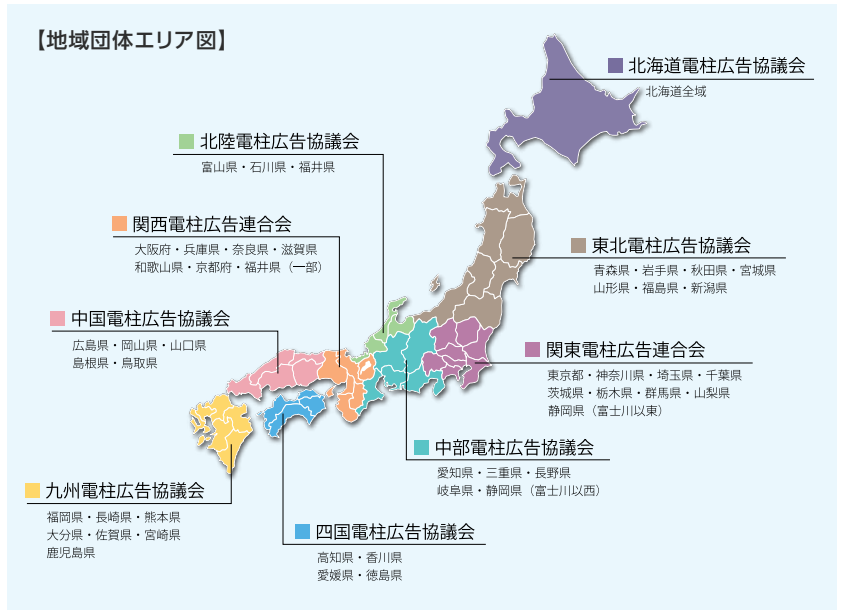 【地域団体エリア図】
北海道電柱広告協議会
北海道全域
北陸電柱広告協議会
富山県・石川県・福井県
関西電柱広告連合会
大阪府・兵庫県・奈良県・滋賀県
和歌山県・京都府・福井県（一部）
東北電柱広告協議会
青森県・岩手県・秋田県・宮城県
山形県・福島県・新潟県
中国電柱広告協議会
広島県・岡山県・山口県
島根県・鳥取県
関東電柱広告連合会
東京都・神奈川県・埼玉県・千葉県
茨城県・栃木県・群馬県・山梨県
静岡県（富士川以東）
中部電柱広告協議会
愛知県・三重県・長野県
岐阜県・静岡県（富士川以西）
九州電柱広告協議会
福岡県・長崎県・熊本県
大分県・佐賀県・宮崎県
鹿児島県
四国電柱広告協議会
高知県・香川県
愛媛県・徳島県